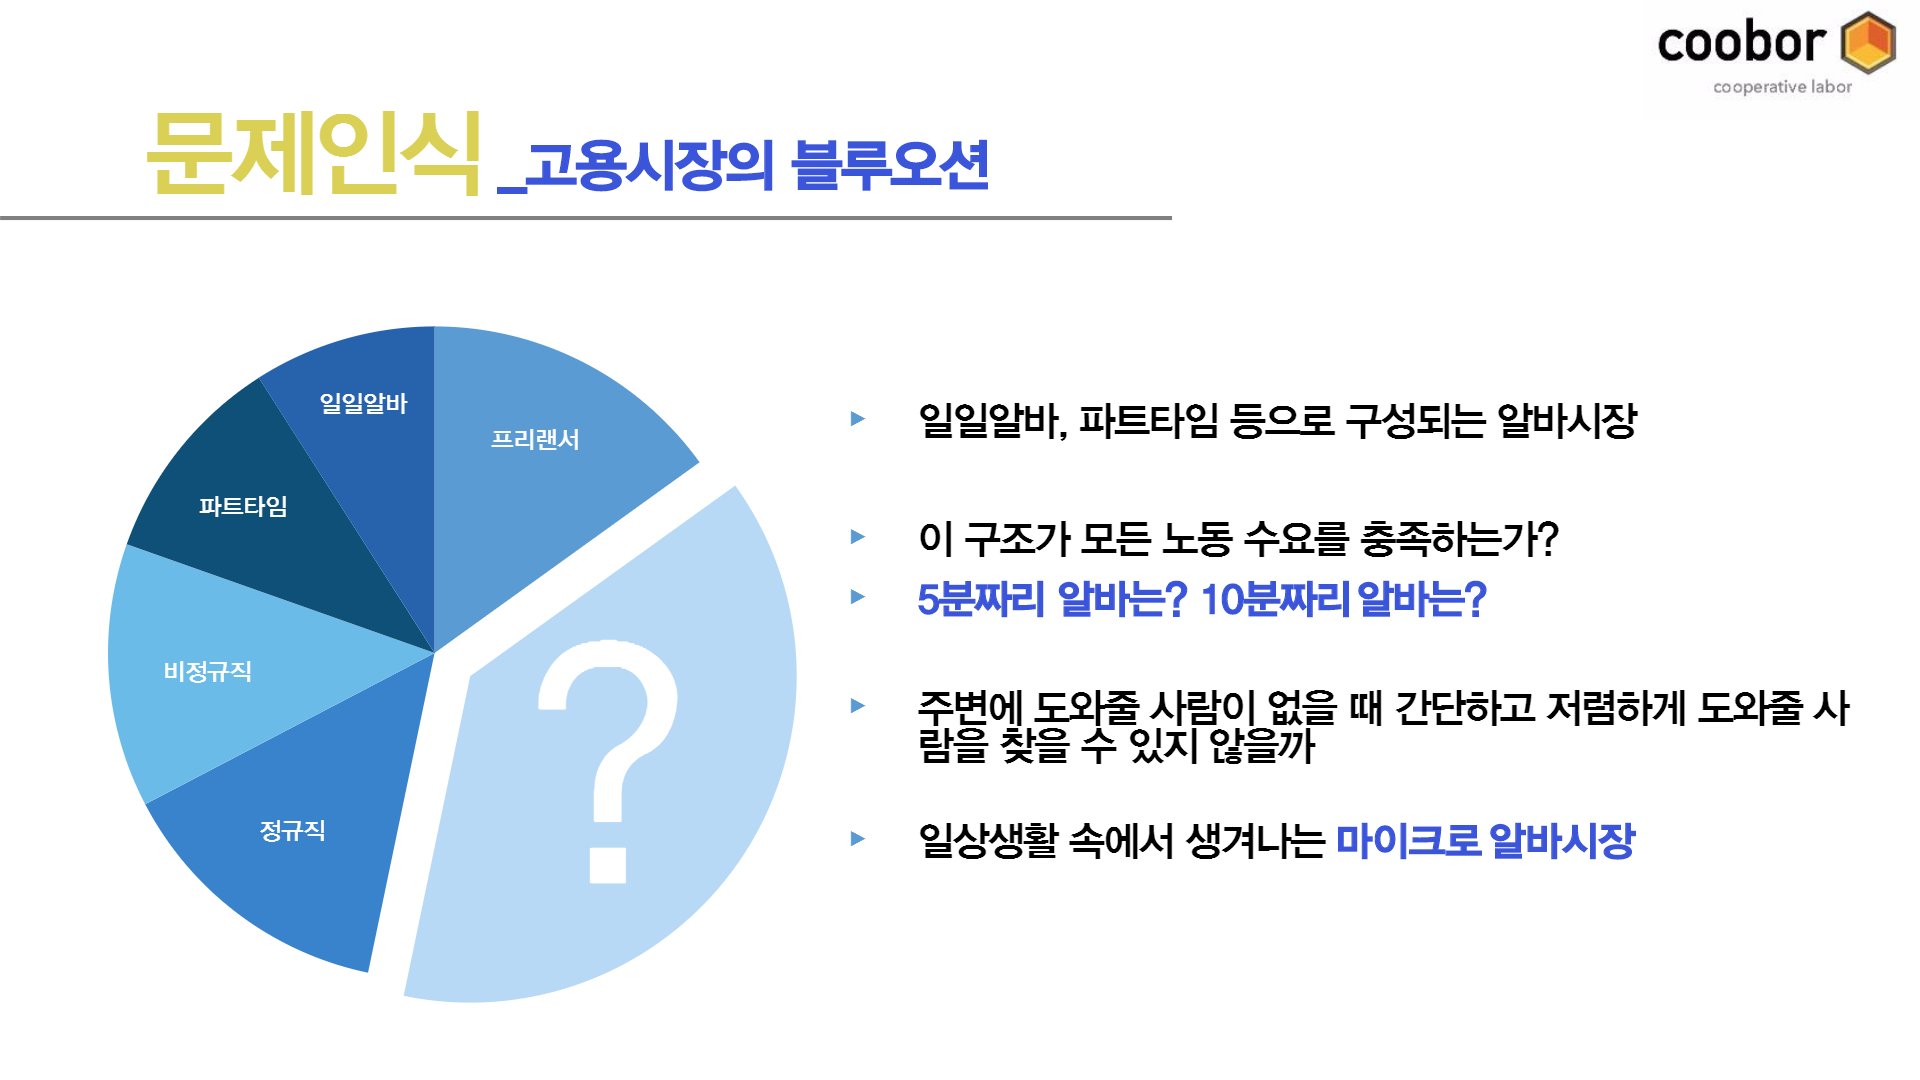 coobor
cooperative labor
문제인식 _고용시장의 블루오션
일일알바
프리랜서
파트타임
비정규직
정규직
?
일일알바, 파트타임 등으로 구성되는 알바시장
이 구조가 모든 노동 수요를 충족하는가?
5분짜리 알바는? 10분짜리 알바는?
주변에 도와줄 사람이 없을 때 간단하고 저렴하게 도와줄 사
람을 찾을 수 있지 않을까
일상생활 속에서 생겨나는 마이크로 알바시장